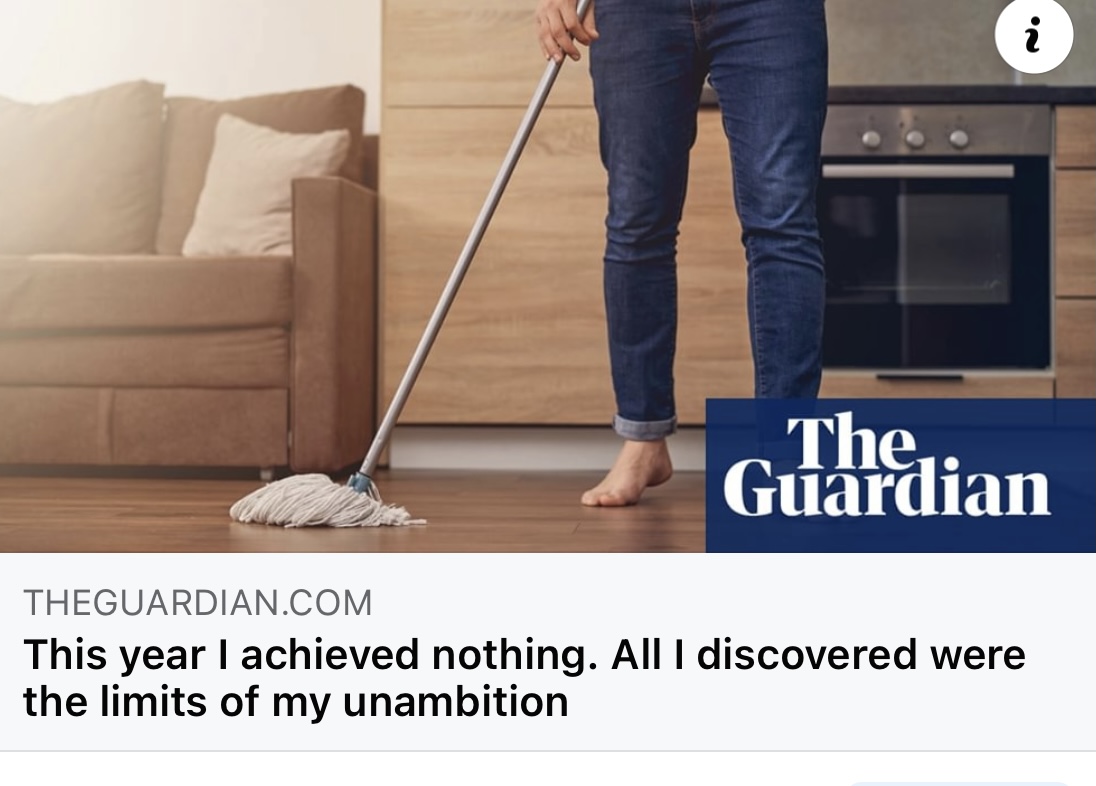 The
Guardian
THEGUARDIAN.COM
This year I achieved nothing. All I discovered were
the limits of my unambition